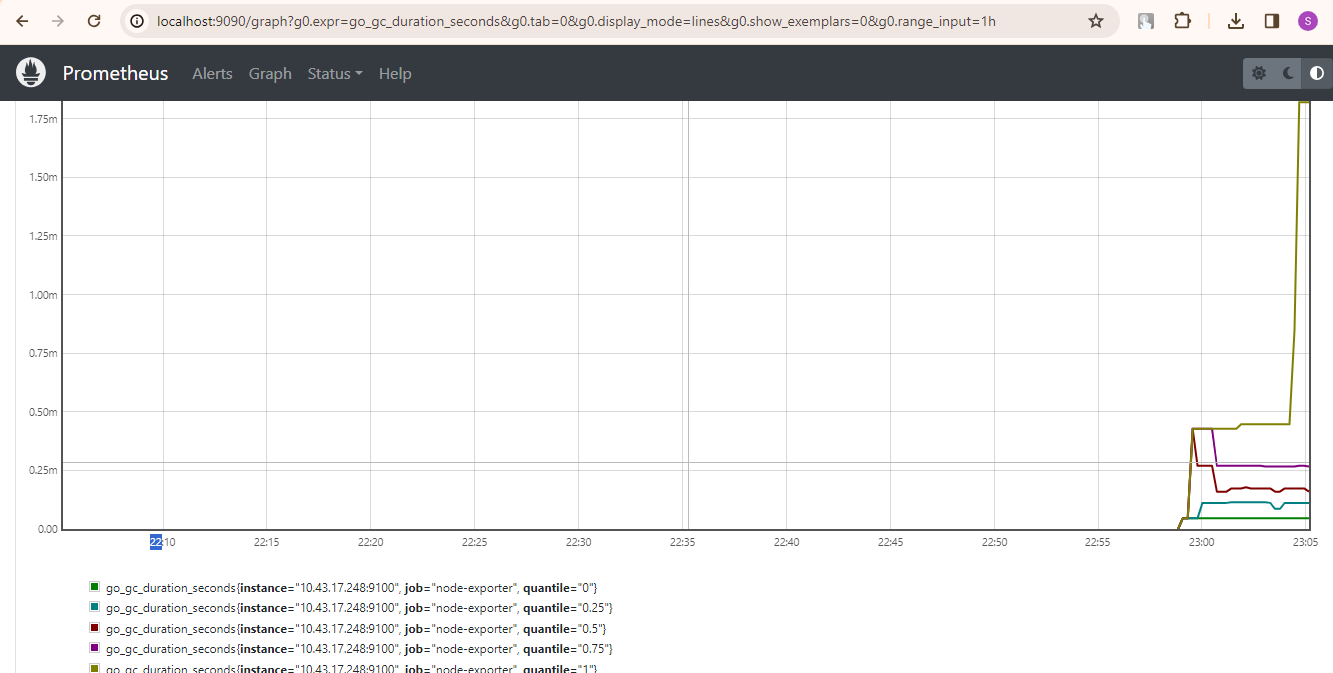 localhost:9090/graph?g0.expr=go_gc_duration_seconds&g0.tab=0&g0.display_mode=lines&g0.show_exemplars=0&g0.range_input=1h
S
Prometheus Alerts Graph Status Help
1.75m
1.50m
1.25m
1.00m
0.75m
0.50m
0.25m
0.00
22:10 22:15 22:20 22:25 22:30 22:35 22:40 22:45 22:50 22:55 23:00 23:05
go_gc_duration_seconds{instance="10.43.17.248:9100", job="node-exporter", quantile="0"}
go_gc_duration_seconds{instance="10.43.17.248:9100", job="node-exporter", quantile="0.25"}
go_gc_duration_seconds{instance="10.43.17.248:9100", job="node-exporter", quantile="0.5"}
go_gc_duration_seconds{instance="10.43.17.248:9100", job="node-exporter", quantile="0.75"}
go_gc_duration_seconds{instance="10.43.17.248:9100", job="node-exporter", quantile="1"}